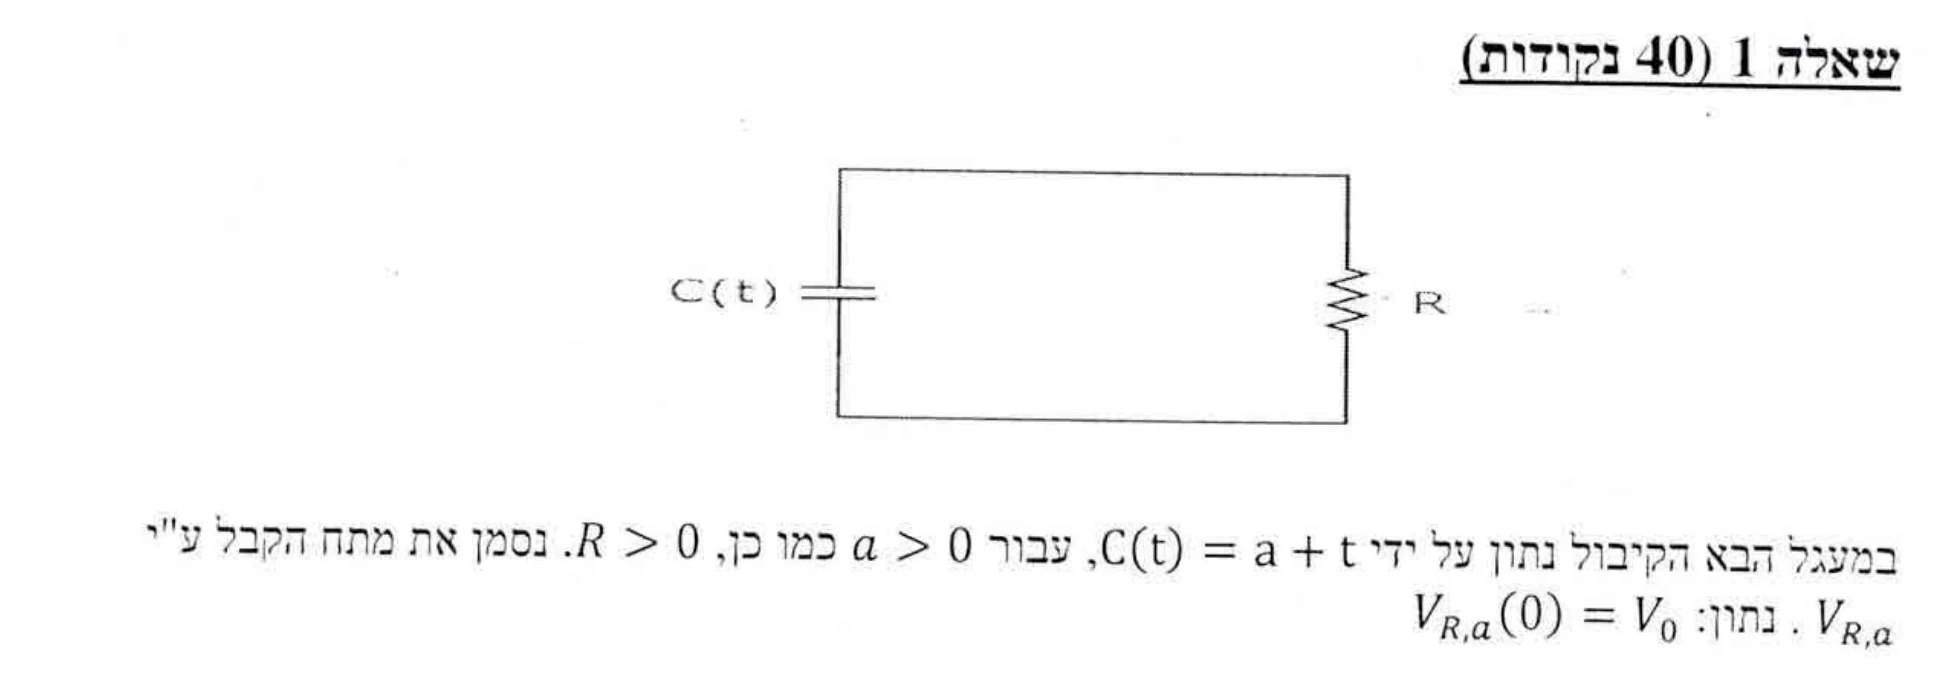 שאלה 1 (40 נקודות)
C(t)
R
במעגל הבא הקיבול נתון על ידי C(t) = a + t, עבור a > 0 כמו כן, R > 0. נסמן את מתח הקבל ע"י
V_{R,a} . נתון: V_{R,a}(0) = V_0